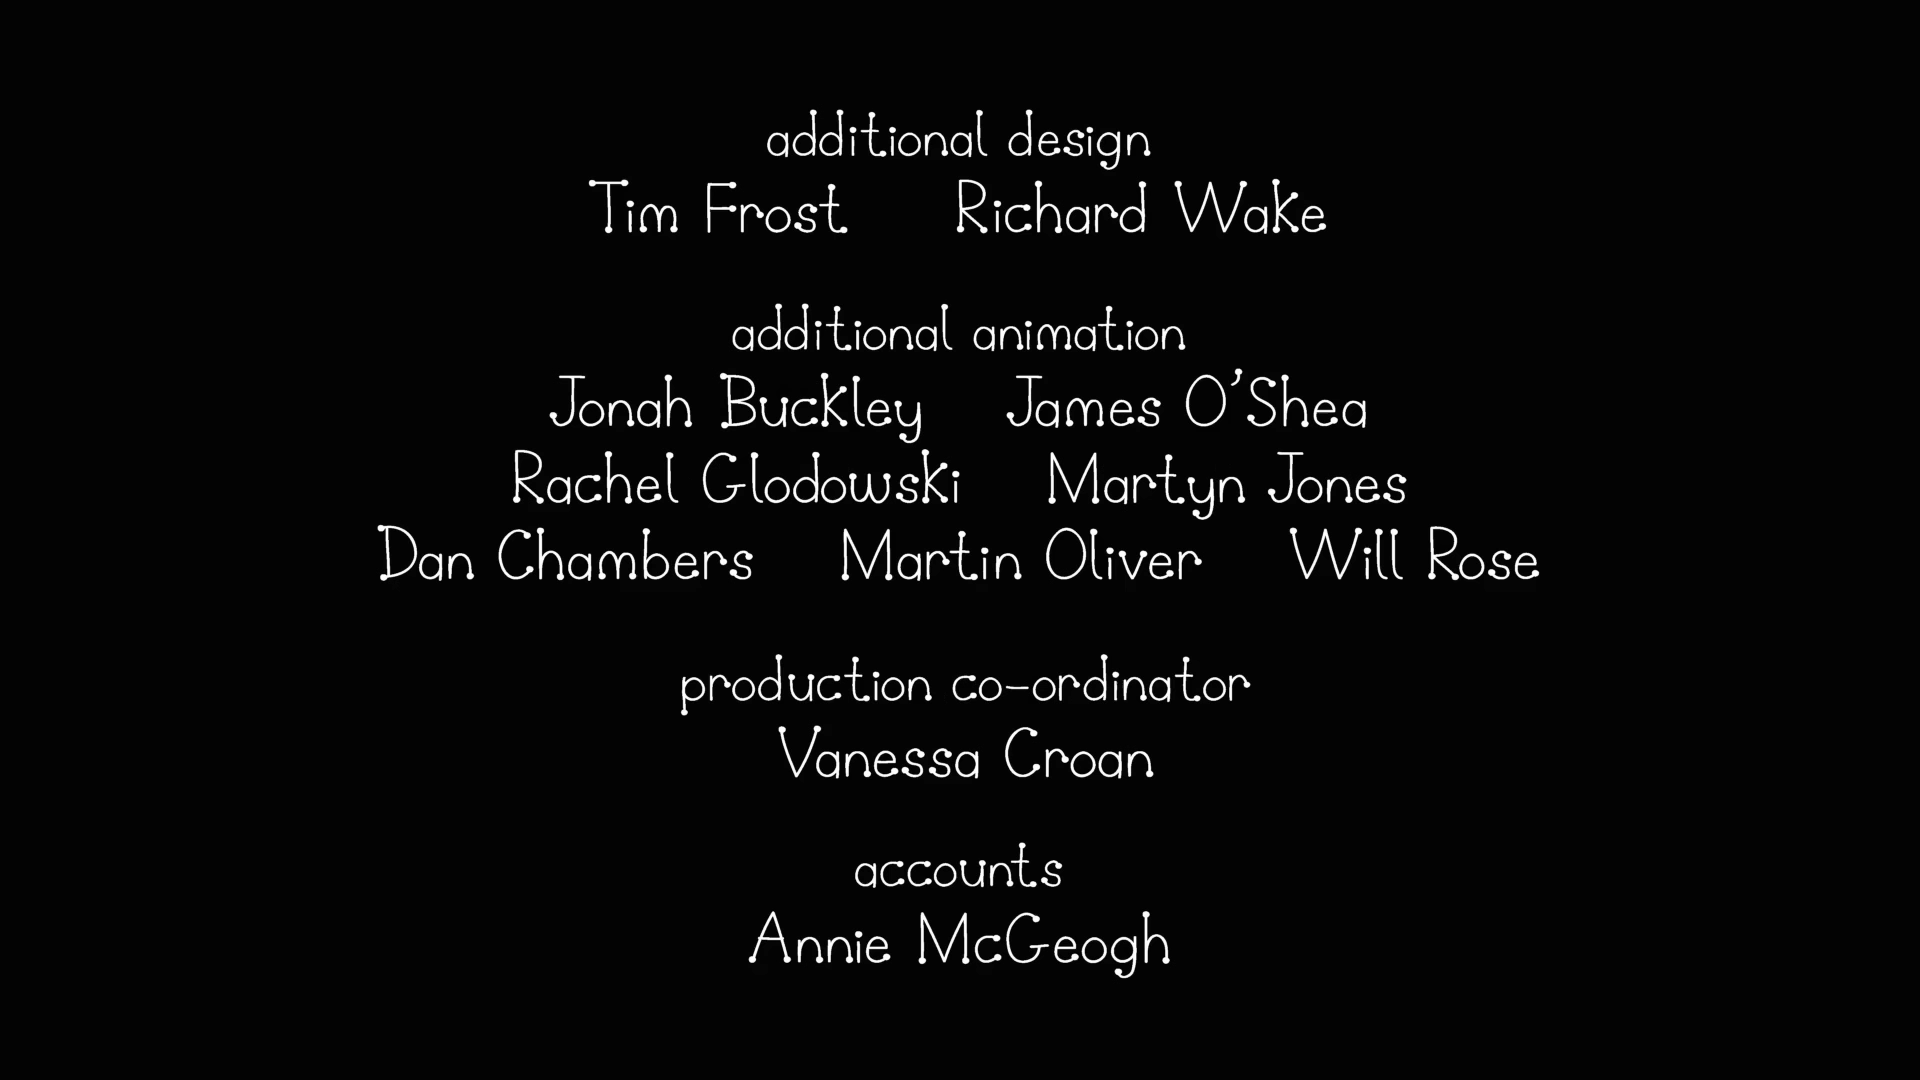 additional design
Tim Frost Richard Wake
additional animation
Jonah Buckley James O'Shea
Rachel Glodowski Martyn Jones
Dan Chambers Martin Oliver Will Rose
production co-ordinator
Vanessa Croan
accounts
Annie McGeogh